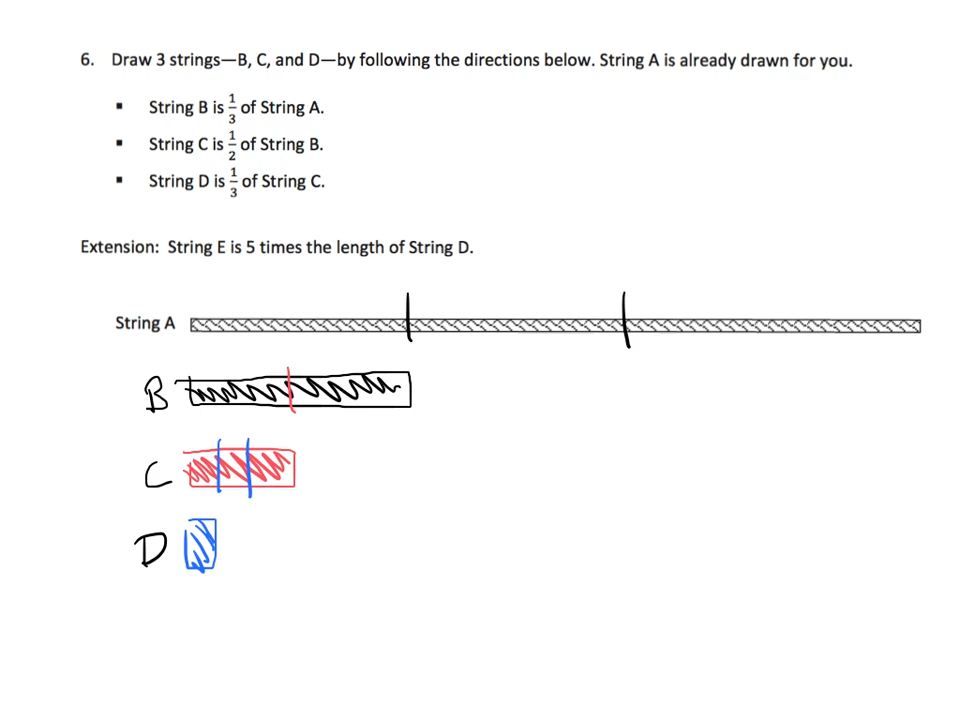 6. Draw 3 strings—B, C, and D—by following the directions below. String A is already drawn for you.
▪ String B is 1/3 of String A.
▪ String C is 1/2 of String B.
▪ String D is 1/3 of String C.
Extension: String E is 5 times the length of String D.
String A
B
C
D